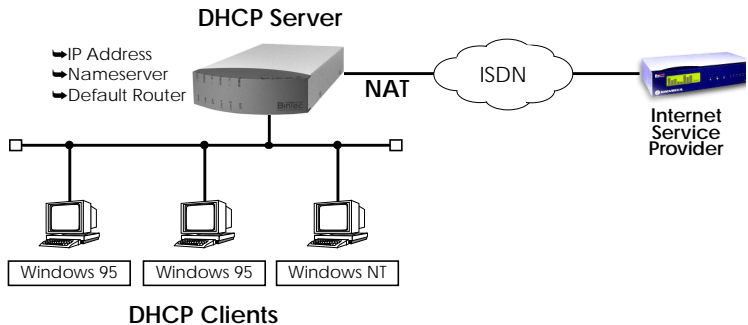 DHCP Server
➥IP Address
➥Nameserver
➥Default Router
BinTec
NAT
ISDN
Internet
Service
Provider
Windows 95
Windows 95
Windows NT
DHCP Clients